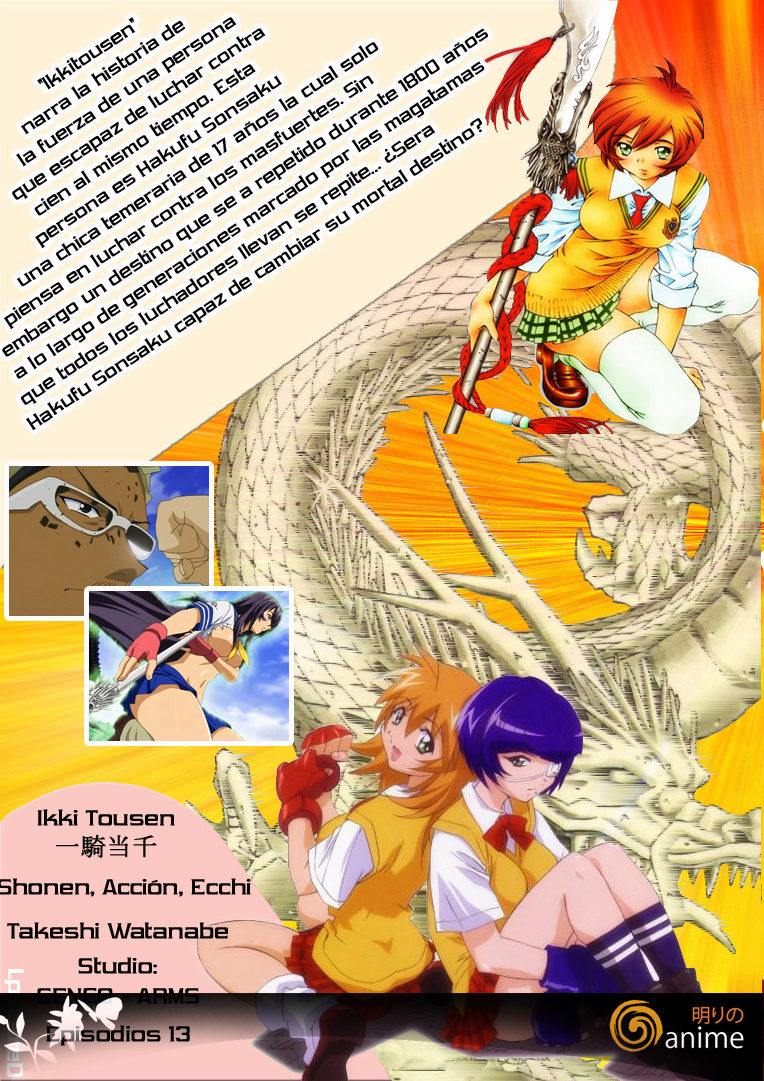 "Ikkitousen"
narra la historia de
la fuerza de una persona
que escapaz de luchar contra
cien al mismo tiempo. Esta
persona es Hakufu Sonsaku
una chica temeraria de 17 años la cual solo
piensa en luchar contra los masfuertes. Sin
embargo un destino que se a repetido durante 1800 años
a lo largo de generaciones marcado por las magatamas
que todos los luchadores llevan se repite... ¿Sera
Hakufu Sonsaku capaz de cambiar su mortal destino?
Ikki Tousen
一騎当千
Shonen, Acción, Ecchi
Takeshi Watanabe
Studio:
GENCO - ARMS
Episodios 13
明りの
anime